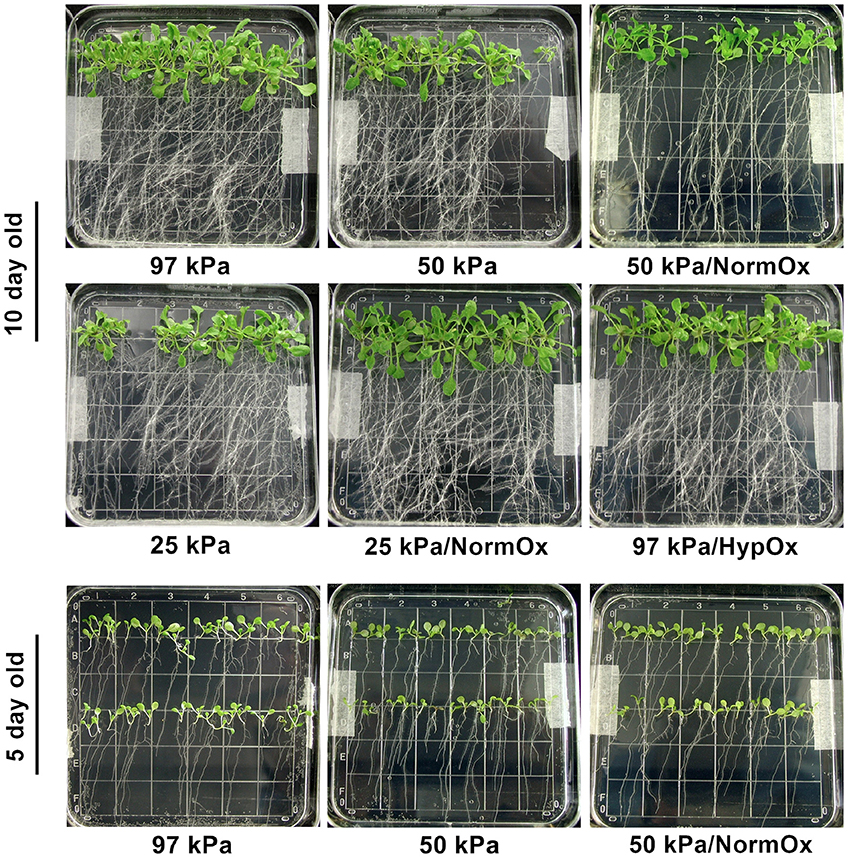 10 day old
97 kPa
50 kPa
50 kPa/NormOx
25 kPa
25 kPa/NormOx
97 kPa/HypOx
5 day old
97 kPa
50 kPa
50 kPa/NormOx